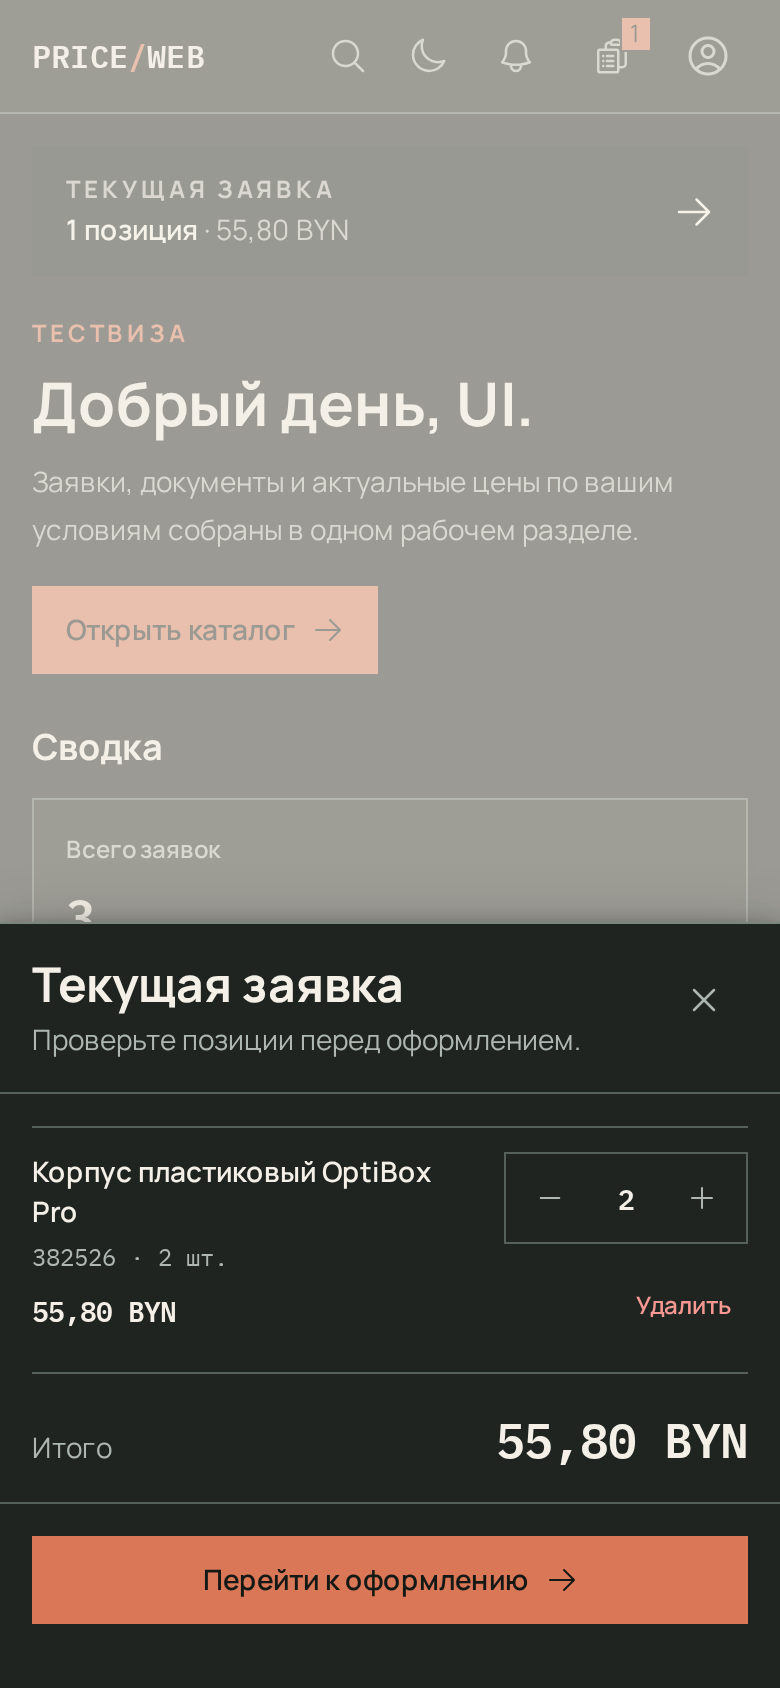 PRICE/WEB
1
ТЕКУЩАЯ ЗАЯВКА
1 позиция · 55,80 BYN
ТЕСТВИЗА
Добрый день, UI.
Заявки, документы и актуальные цены по вашим
условиям собраны в одном рабочем разделе.
Открыть каталог →
Сводка
Всего заявок
3
Текущая заявка
Проверьте позиции перед оформлением.
Корпус пластиковый OptiBox
Pro
− 2 +
382526 · 2 шт.
55,80 BYN
Удалить
Итого
55,80 BYN
Перейти к оформлению →